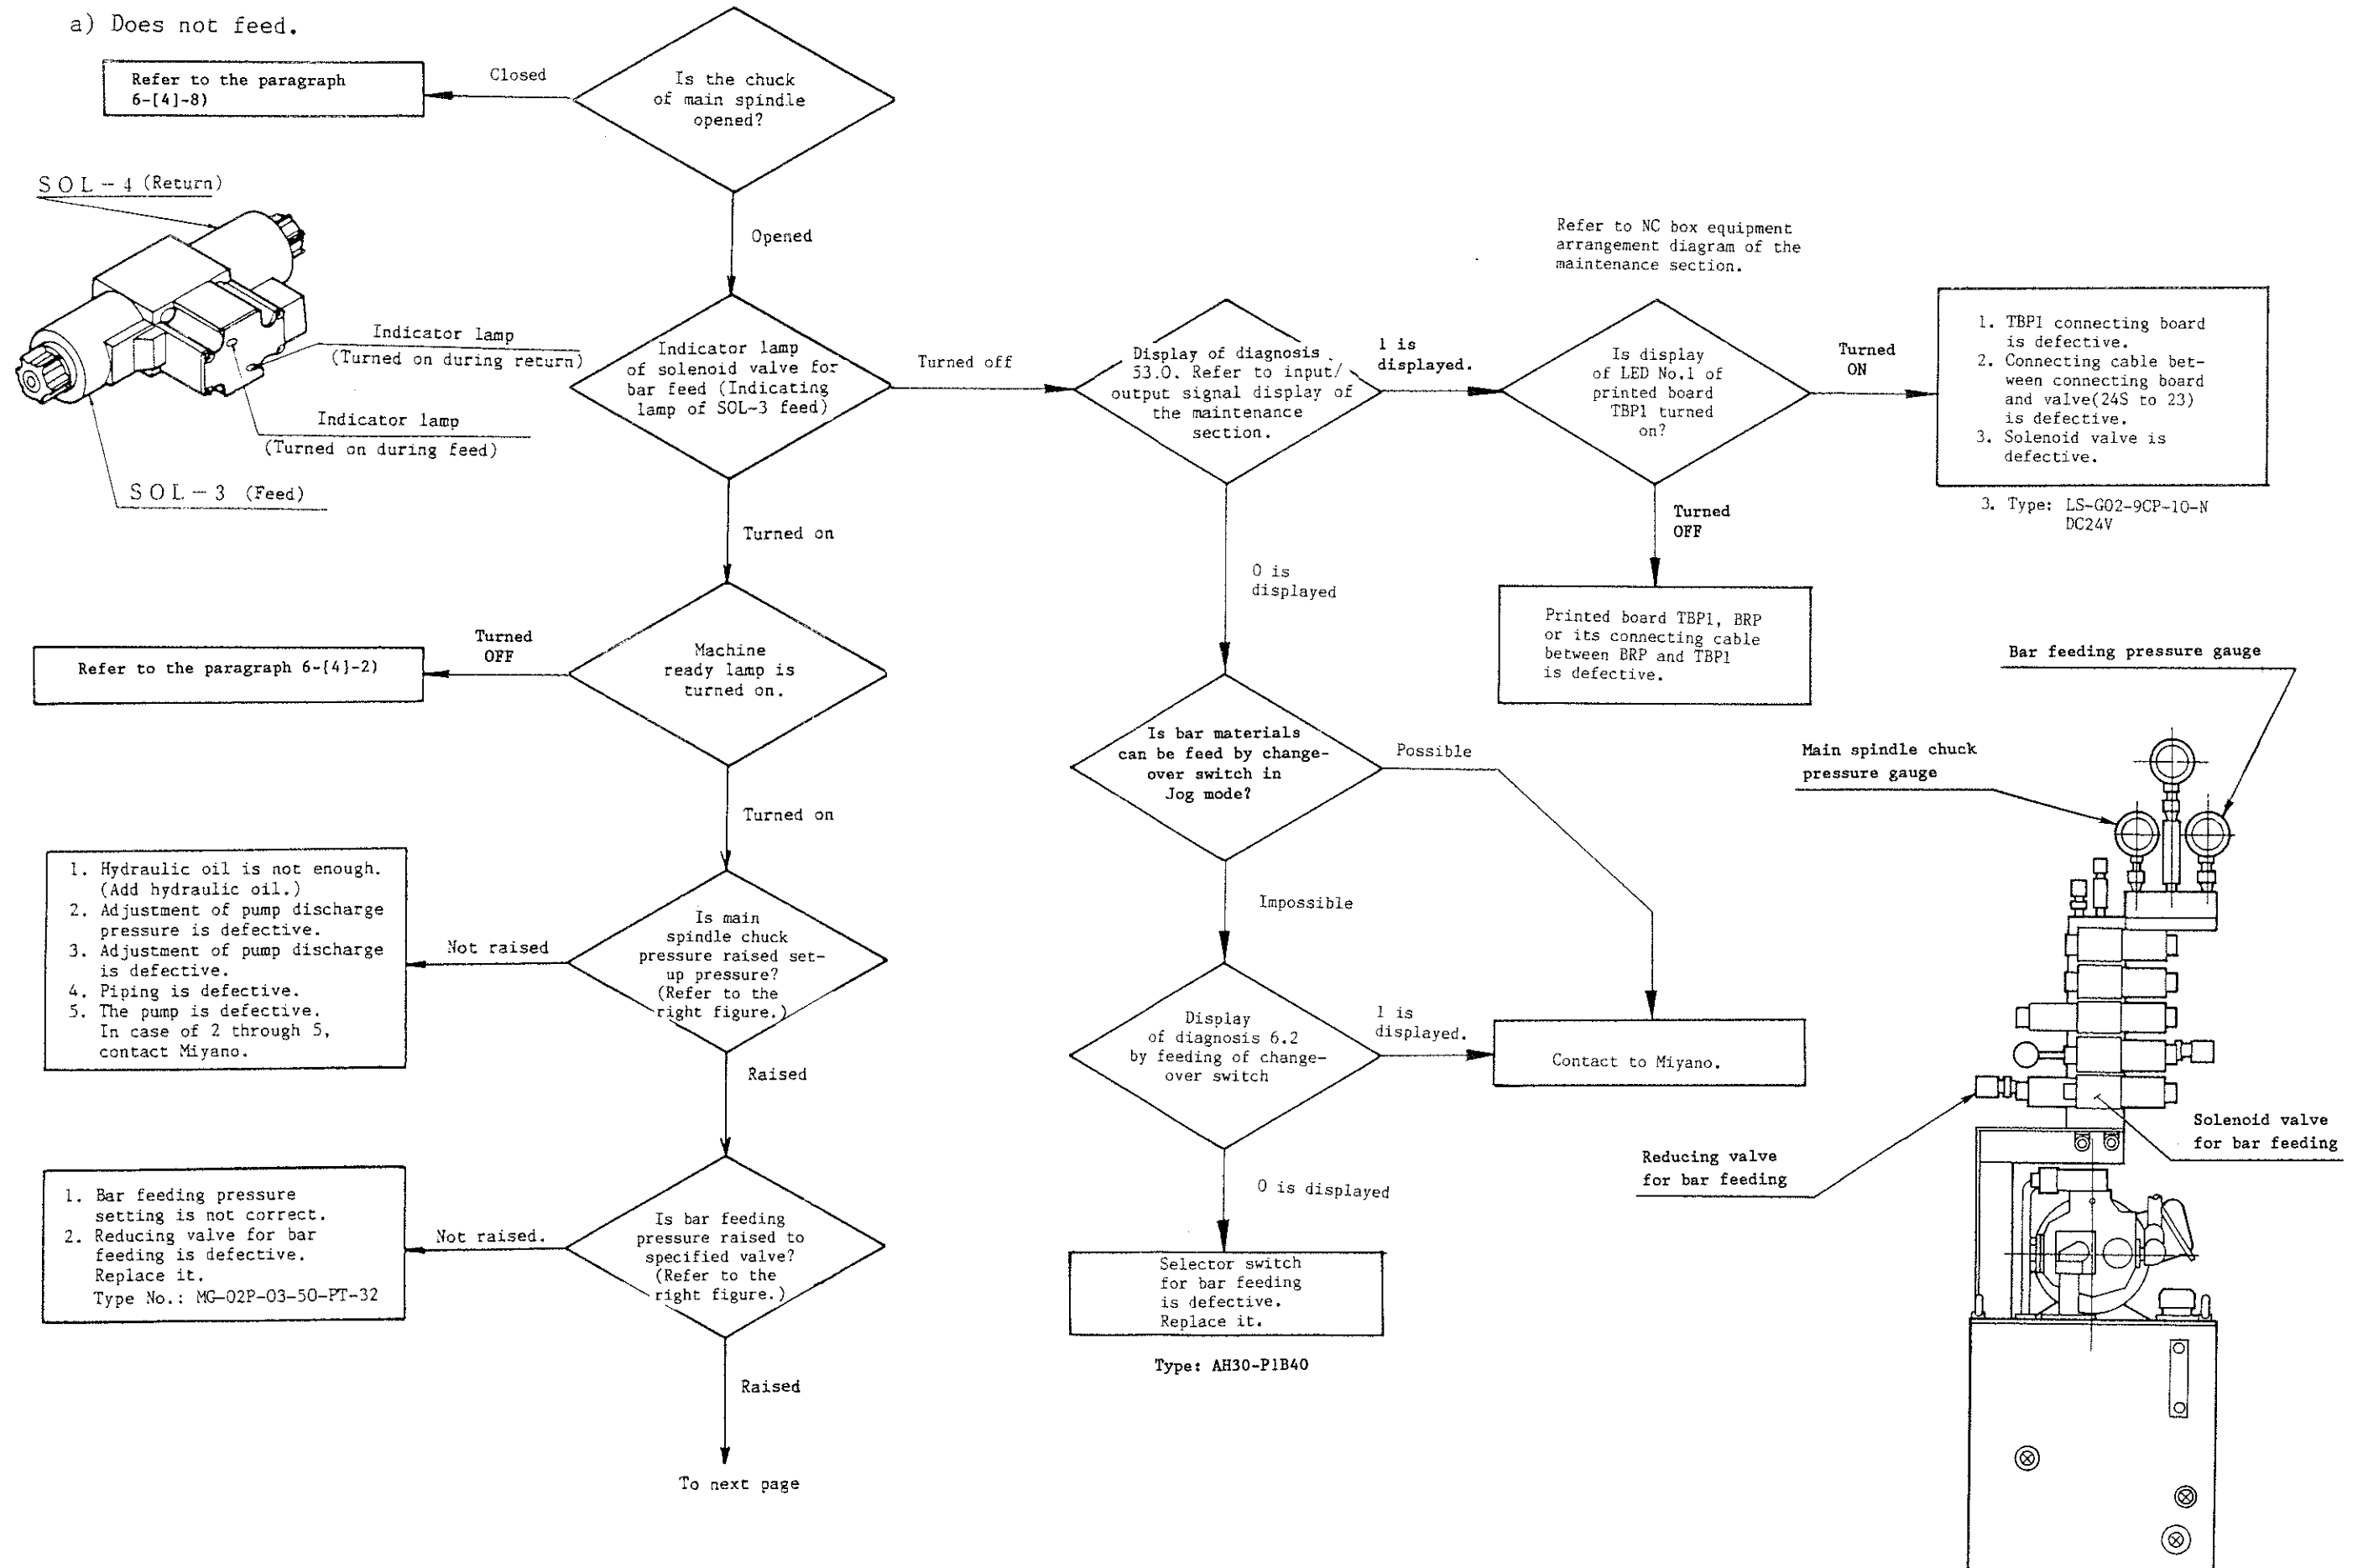 a) Does not feed.
Refer to the paragraph
6-[4]-8)
Closed
Is the chuck
of main spindle
opened?
Opened
SOL-4 (Return)
Indicator lamp
(Turned on during return)
Indicator lamp
(Turned on during feed)
SOL-3 (Feed)
Indicator lamp
of solenoid valve for
bar feed (Indicating
lamp of SOL-3 feed)
Turned off
Display of diagnosis
53.0. Refer to input/
output signal display of
the maintenance
section.
1 is
displayed.
Refer to NC box equipment
arrangement diagram of the
maintenance section.
Is display
of LED No.1 of
printed board
TBP1 turned
on?
Turned
ON
1. TBP1 connecting board
is defective.
2. Connecting cable bet-
ween connecting board
and valve(24S to 23)
is defective.
3. Solenoid valve is
defective.
3. Type: LS-G02-9CP-10-N
DC24V
Turned
OFF
Printed board TBP1, BRP
or its connecting cable
between BRP and TBP1
is defective.
Turned on
0 is
displayed
Refer to the paragraph 6-[4]-2)
Turned
OFF
Machine
ready lamp is
turned on.
Turned on
Is bar materials
can be feed by change-
over switch in
Jog mode?
Possible
Impossible
1. Hydraulic oil is not enough.
(Add hydraulic oil.)
2. Adjustment of pump discharge
pressure is defective.
3. Adjustment of pump discharge
is defective.
4. Piping is defective.
5. The pump is defective.
In case of 2 through 5,
contact Miyano.
Not raised
Is main
spindle chuck
pressure raised set-
up pressure?
(Refer to the
right figure.)
Raised
Display
of diagnosis 6.2
by feeding of change-
over switch
1 is
displayed.
Contact to Miyano.
0 is displayed
Selector switch
for bar feeding
is defective.
Replace it.
Type: AH30-P1B40
1. Bar feeding pressure
setting is not correct.
2. Reducing valve for bar
feeding is defective.
Replace it.
Type No.: MG-02P-03-50-PT-32
Not raised.
Is bar feeding
pressure raised to
specified valve?
(Refer to the
right figure.)
Raised
To next page
Bar feeding pressure gauge
Main spindle chuck
pressure gauge
Solenoid valve
for bar feeding
Reducing valve
for bar feeding